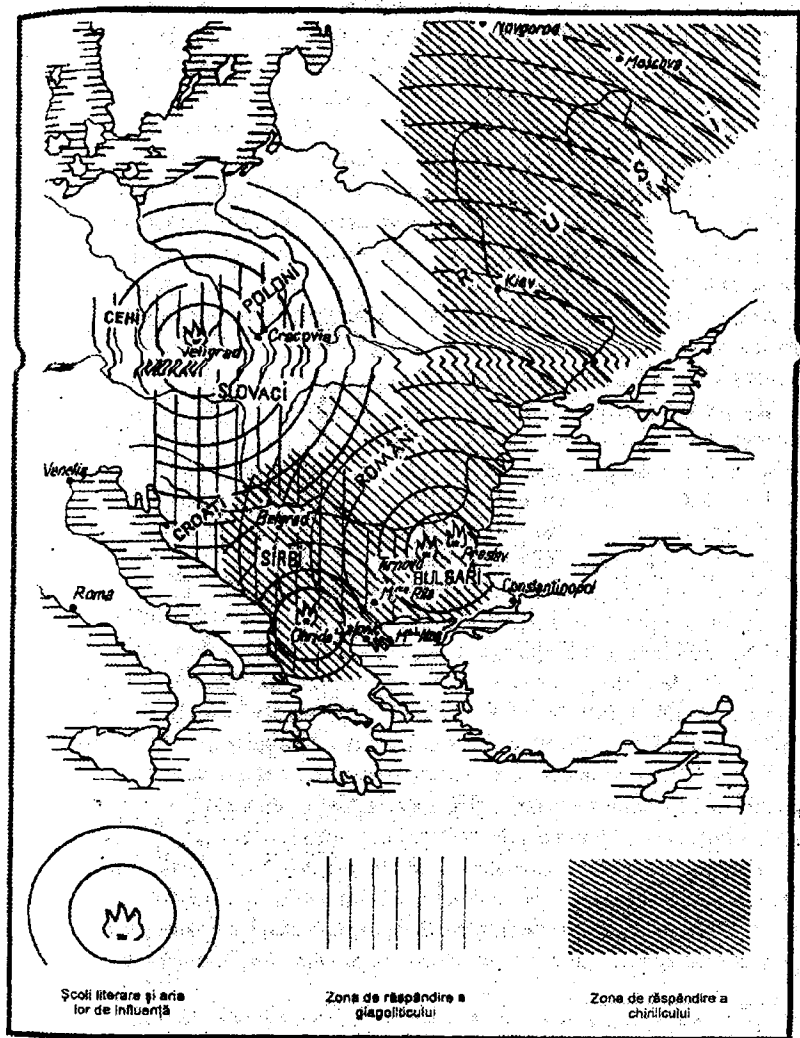 Novgorod
Moscova
R U S I
Kiev
POLONI
CEHI
Veligrad
Cracovia
SLOVACI
ROMÂNI
Veneția
CROAȚI
Belgrad
SÎRBI
Preslav
Tîrnovo
BULGARI
Rila
Constantinopol
Roma
Ohrida
Școli literare și aria
lor de influență
Zona de răspândire a
glagoliticului
Zona de răspândire a
chirilicului